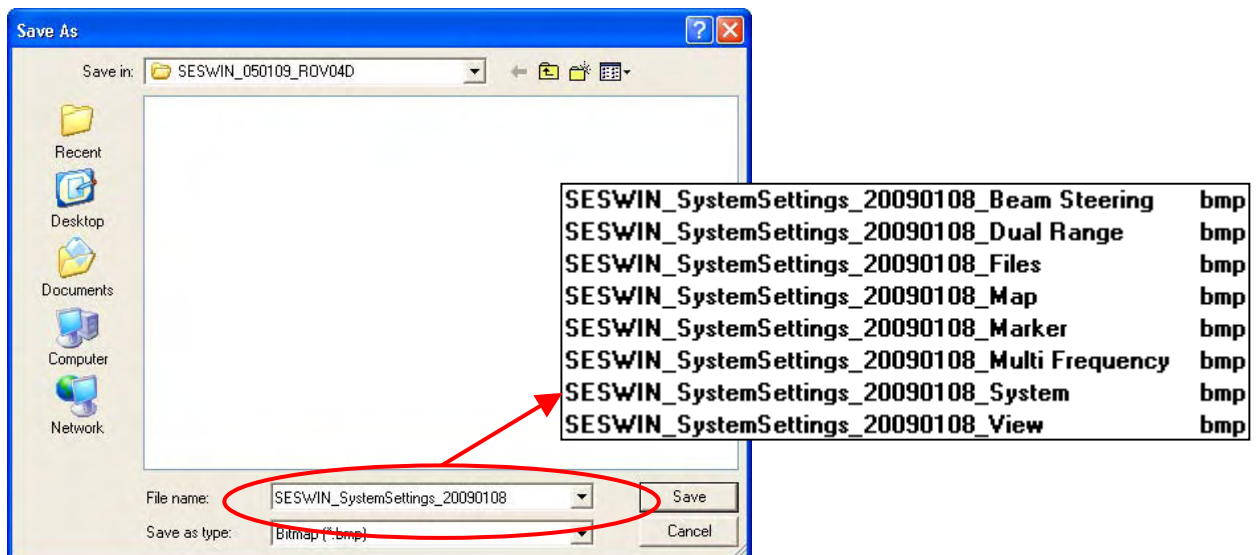 Save As
Save in: SESWIN_050109_ROV04D
Recent
Desktop
Documents
Computer
Network
File name: SESWIN_SystemSettings_20090108 Save
Save as type: Bitmap (*.bmp) Cancel
SESWIN_SystemSettings_20090108_Beam Steering bmp
SESWIN_SystemSettings_20090108_Dual Range bmp
SESWIN_SystemSettings_20090108_Files bmp
SESWIN_SystemSettings_20090108_Map bmp
SESWIN_SystemSettings_20090108_Marker bmp
SESWIN_SystemSettings_20090108_Multi Frequency bmp
SESWIN_SystemSettings_20090108_System bmp
SESWIN_SystemSettings_20090108_View bmp